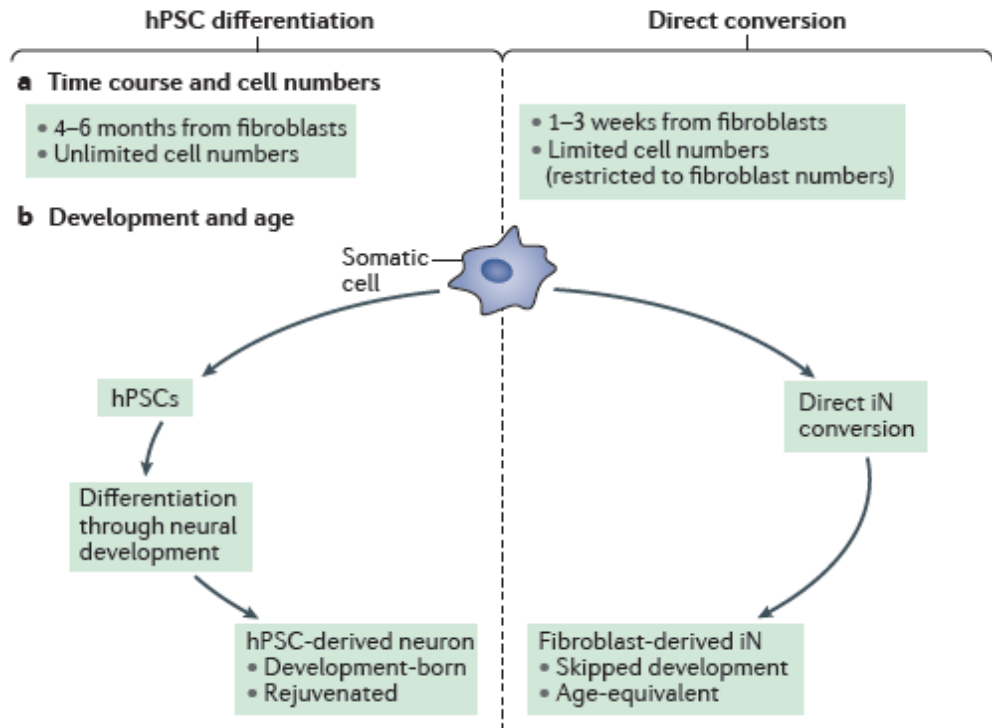 hPSC differentiation
Direct conversion
a Time course and cell numbers
• 4–6 months from fibroblasts
• Unlimited cell numbers
• 1–3 weeks from fibroblasts
• Limited cell numbers
(restricted to fibroblast numbers)
b Development and age
Somatic
cell
hPSCs
Direct iN
conversion
Differentiation
through neural
development
hPSC-derived neuron
• Development-born
• Rejuvenated
Fibroblast-derived iN
• Skipped development
• Age-equivalent